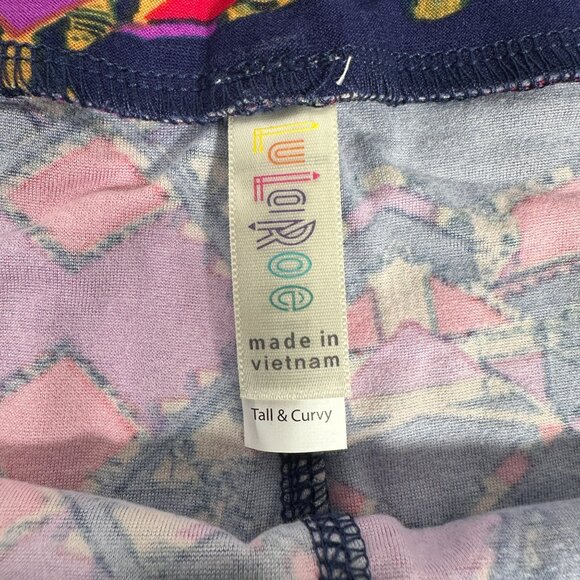 LuLaRoe
made in
vietnam
Tall & Curvy